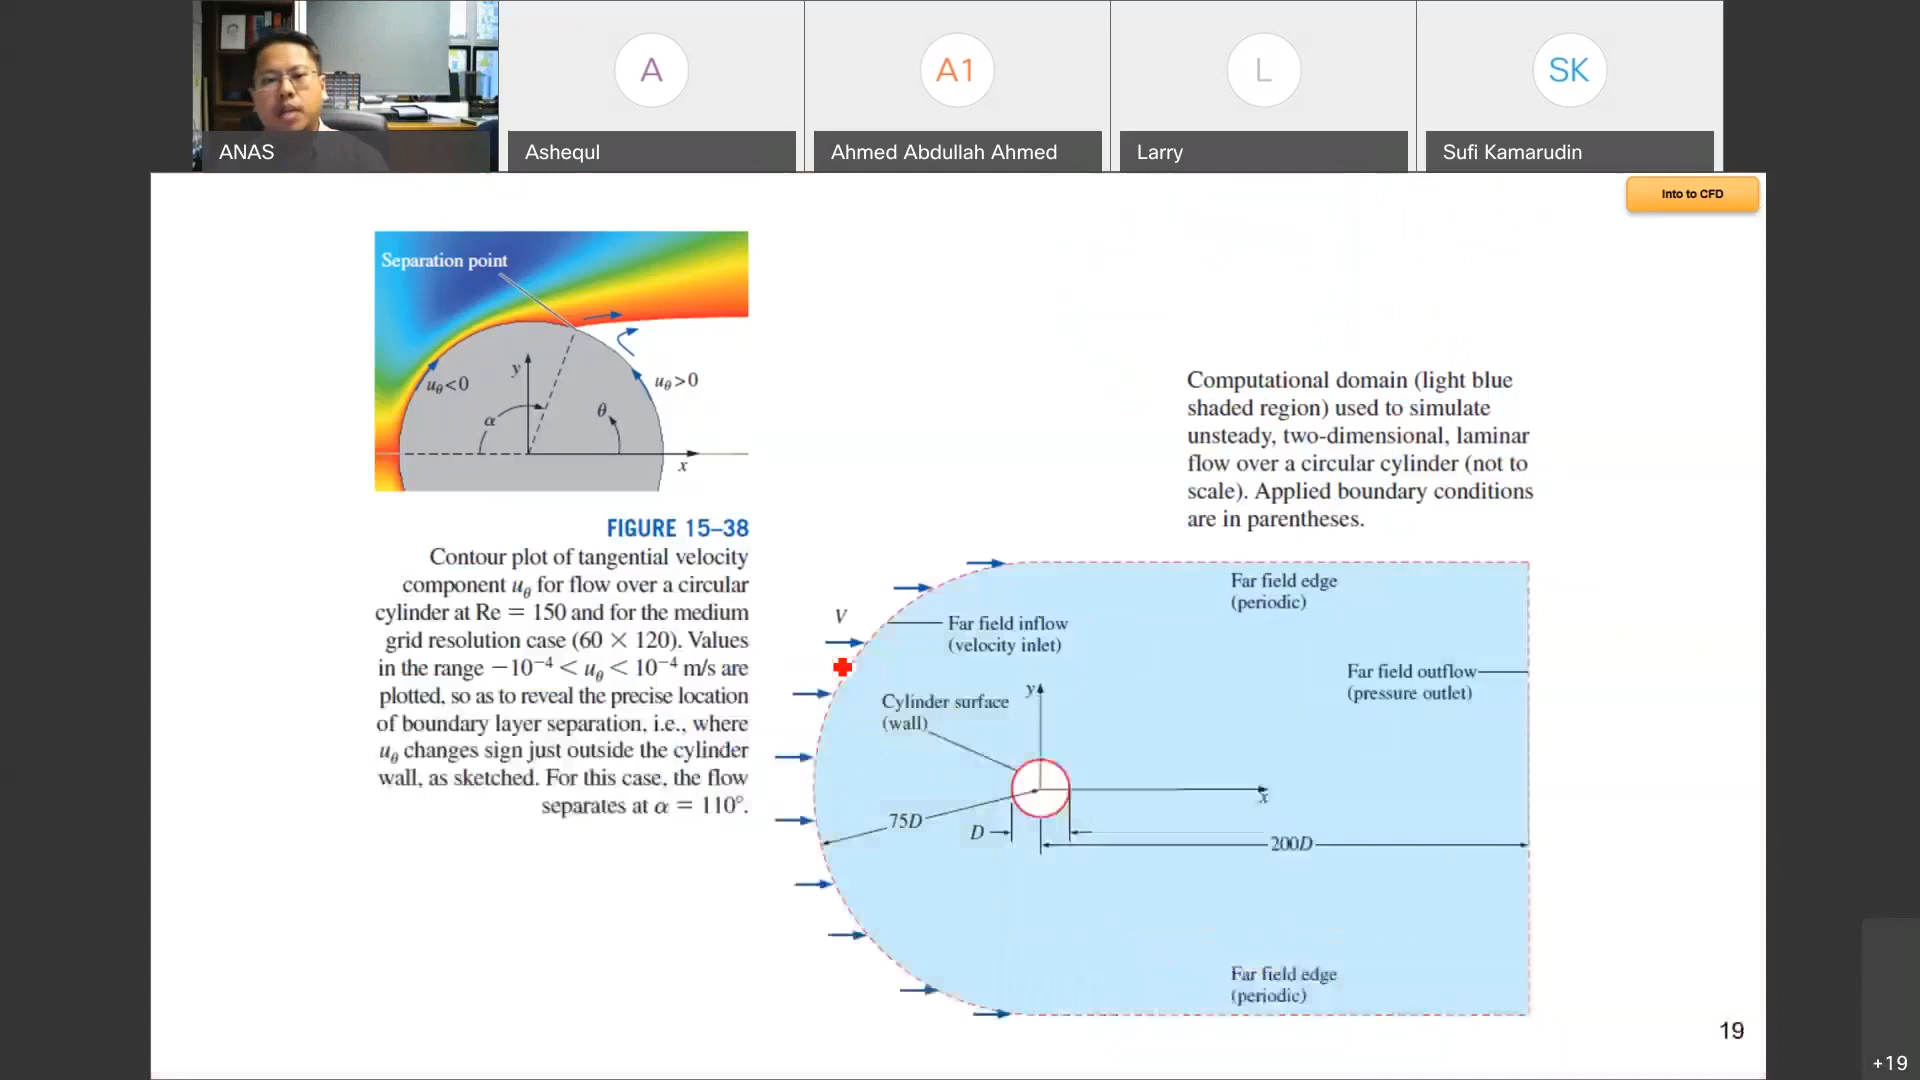 A
A1
L
SK
ANAS
Ashequl
Ahmed Abdullah Ahmed
Larry
Sufi Kamarudin
Into to CFD
Separation point
y
uθ<0
uθ>0
α
θ
x
FIGURE 15–38
Contour plot of tangential velocity
component uθ for flow over a circular
cylinder at Re = 150 and for the medium
grid resolution case (60 × 120). Values
in the range −10⁻⁴ < uθ < 10⁻⁴ m/s are
plotted, so as to reveal the precise location
of boundary layer separation, i.e., where
uθ changes sign just outside the cylinder
wall, as sketched. For this case, the flow
separates at α = 110°.
Computational domain (light blue
shaded region) used to simulate
unsteady, two-dimensional, laminar
flow over a circular cylinder (not to
scale). Applied boundary conditions
are in parentheses.
Far field edge
(periodic)
V
Far field inflow
(velocity inlet)
Far field outflow
(pressure outlet)
Cylinder surface
(wall)
y
x
75D
D
200D
Far field edge
(periodic)
19
+19